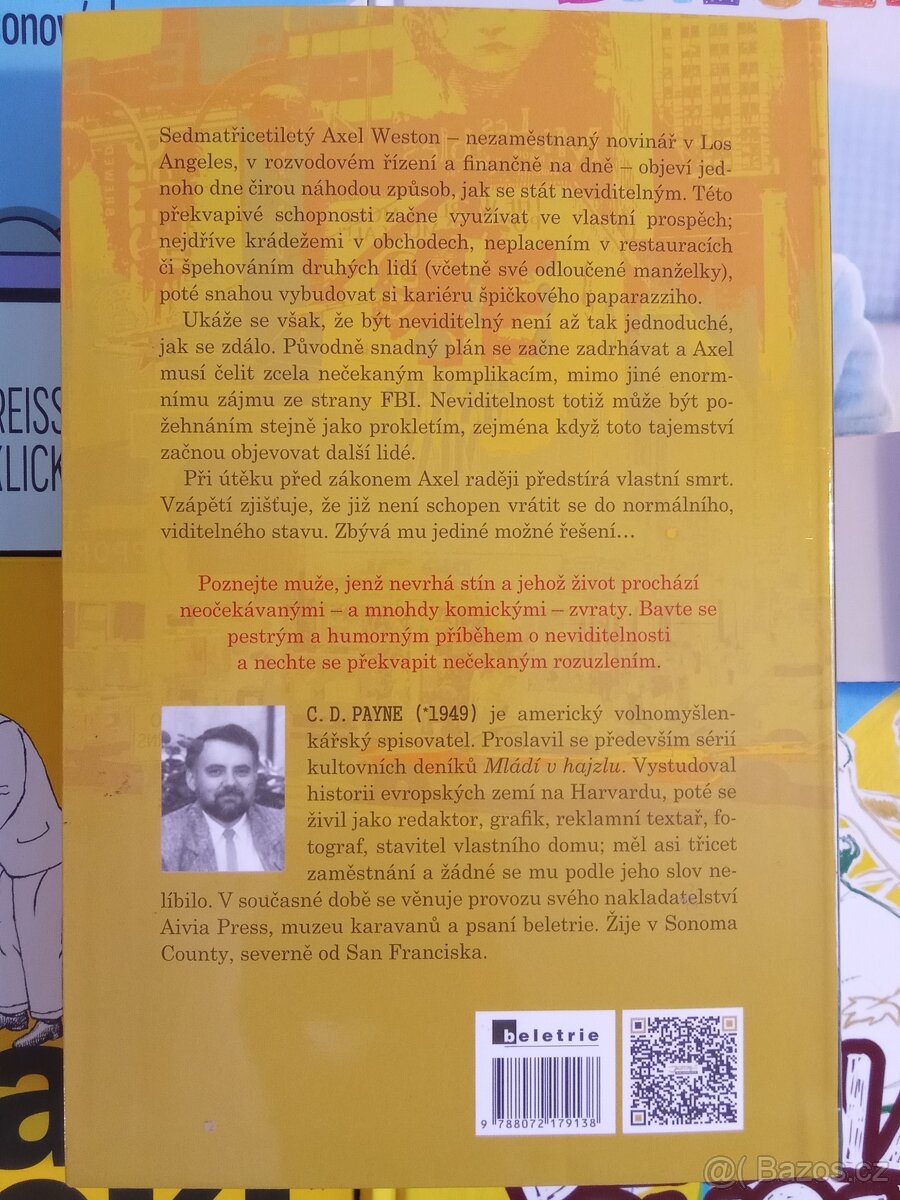 onov
Sedmatřicetiletý Axel Weston – nezaměstnaný novinář v Los
Angeles, v rozvodovém řízení a finančně na dně – objeví jed-
noho dne čirou náhodou způsob, jak se stát neviditelným. Této
překvapivé schopnosti začne využívat ve vlastní prospěch;
nejdříve krádežemi v obchodech, neplacením v restauracích
či špehováním druhých lidí (včetně své odloučené manželky),
poté snahou vybudovat si kariéru špičkového paparazziho.
Ukáže se však, že být neviditelný není až tak jednoduché,
jak se zdálo. Původně snadný plán se začne zadrhávat a Axel
musí čelit zcela nečekaným komplikacím, mimo jiné enorm-
nímu zájmu ze strany FBI. Neviditelnost totiž může být po-
žehnáním stejně jako prokletím, zejména když toto tajemství
začnou objevovat další lidé.
Při útěku před zákonem Axel raději předstírá vlastní smrt.
Vzápětí zjišťuje, že již není schopen vrátit se do normálního,
viditelného stavu. Zbývá mu jediné možné řešení…
REISS
KLICK
Poznejte muže, jenž nevrhá stín a jehož život prochází
neočekávanými – a mnohdy komickými – zvraty. Bavte se
pestrým a humorným příběhem o neviditelnosti
a nechte se překvapit nečekaným rozuzlením.
C. D. PAYNE (*1949) je americký volnomyšlen-
kářský spisovatel. Proslavil se především sérií
kultovních deníků Mládí v hajzlu. Vystudoval
historii evropských zemí na Harvardu, poté se
živil jako redaktor, grafik, reklamní textař, fo-
tograf, stavitel vlastního domu; měl asi třicet
zaměstnání a žádné se mu podle jeho slov ne-
líbilo. V současné době se věnuje provozu svého nakladatelství
Aivia Press, muzeu karavanů a psaní beletrie. Žije v Sonoma
County, severně od San Franciska.
beletrie
9 788072 179138
@( Bazos.cz